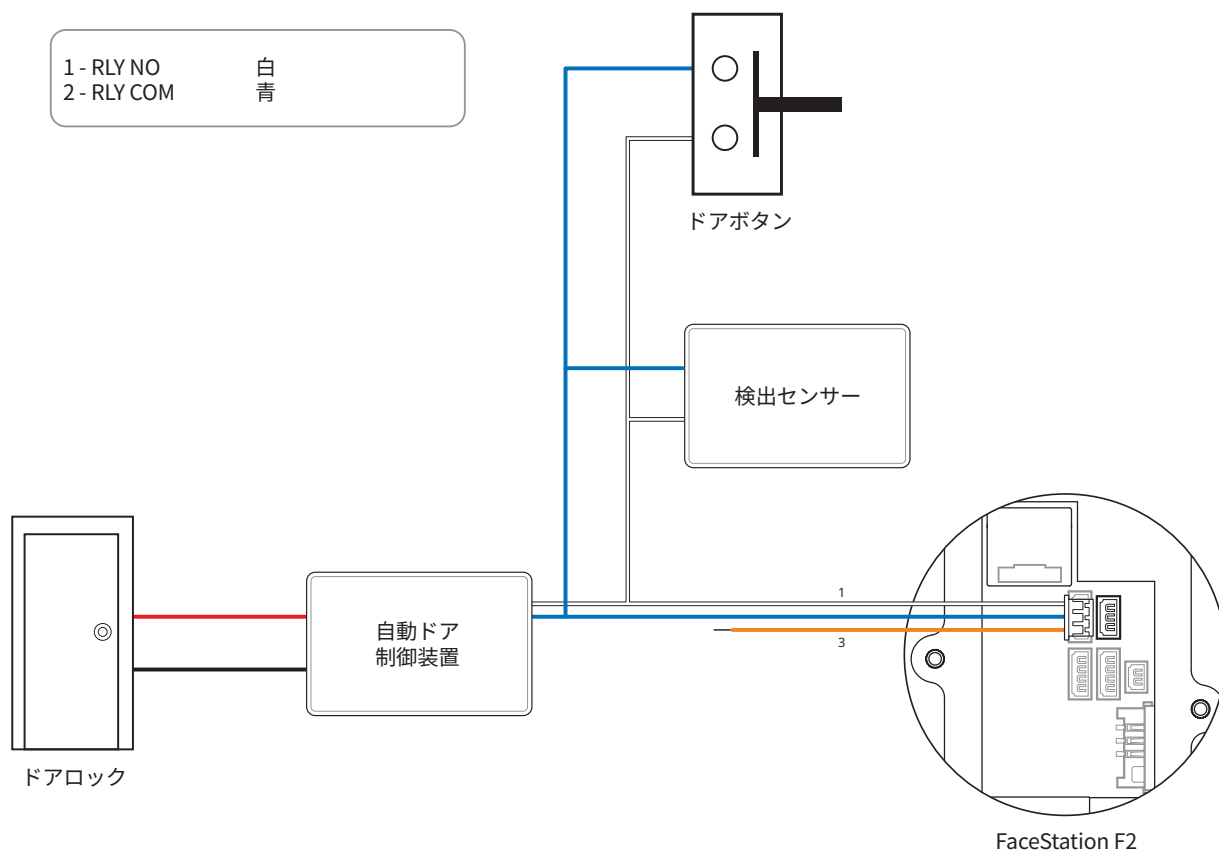 1 - RLY NO 白
2 - RLY COM 青
ドアボタン
検出センサー
1
3
自動ドア
制御装置
ドアロック
FaceStation F2